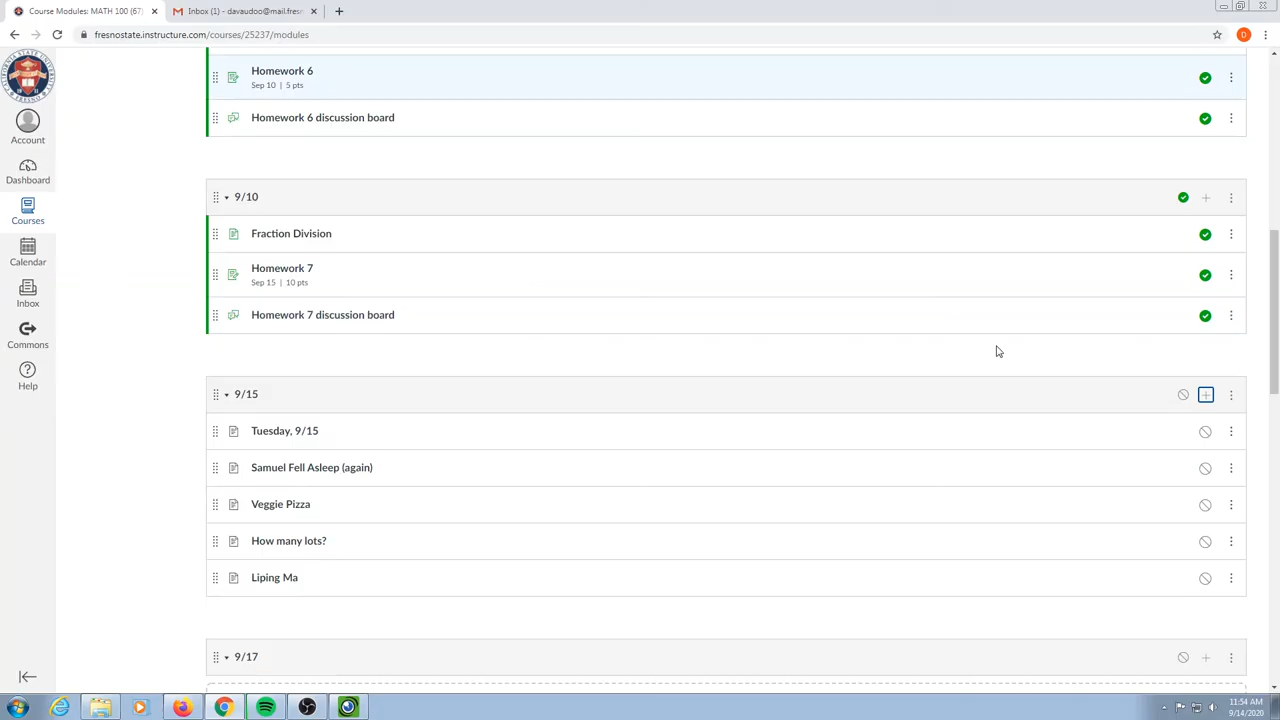 Course Modules: MATH 100 (67
Inbox (1) - davaudoo@mail.fres
fresnostate.instructure.com/courses/25237/modules
D
Account
Dashboard
Courses
Calendar
Inbox
Commons
Help
Homework 6
Sep 10 | 5 pts
Homework 6 discussion board
9/10
Fraction Division
Homework 7
Sep 15 | 10 pts
Homework 7 discussion board
9/15
Tuesday, 9/15
Samuel Fell Asleep (again)
Veggie Pizza
How many lots?
Liping Ma
9/17
11:54 AM
9/14/2020